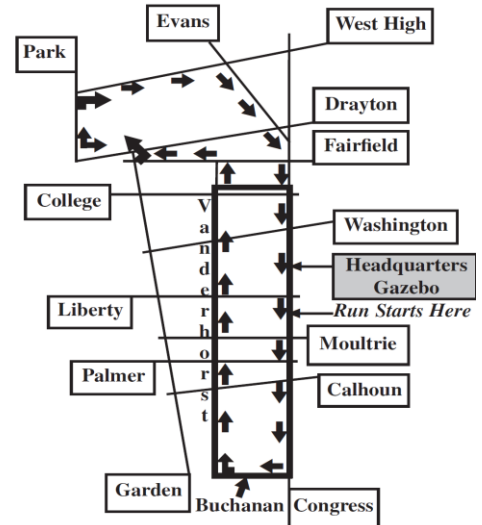 Evans
West High
Park
Drayton
Fairfield
College
Vanderhorst
Washington
Headquarters
Gazebo
Liberty
Run Starts Here
Moultrie
Palmer
Calhoun
Garden
Buchanan
Congress